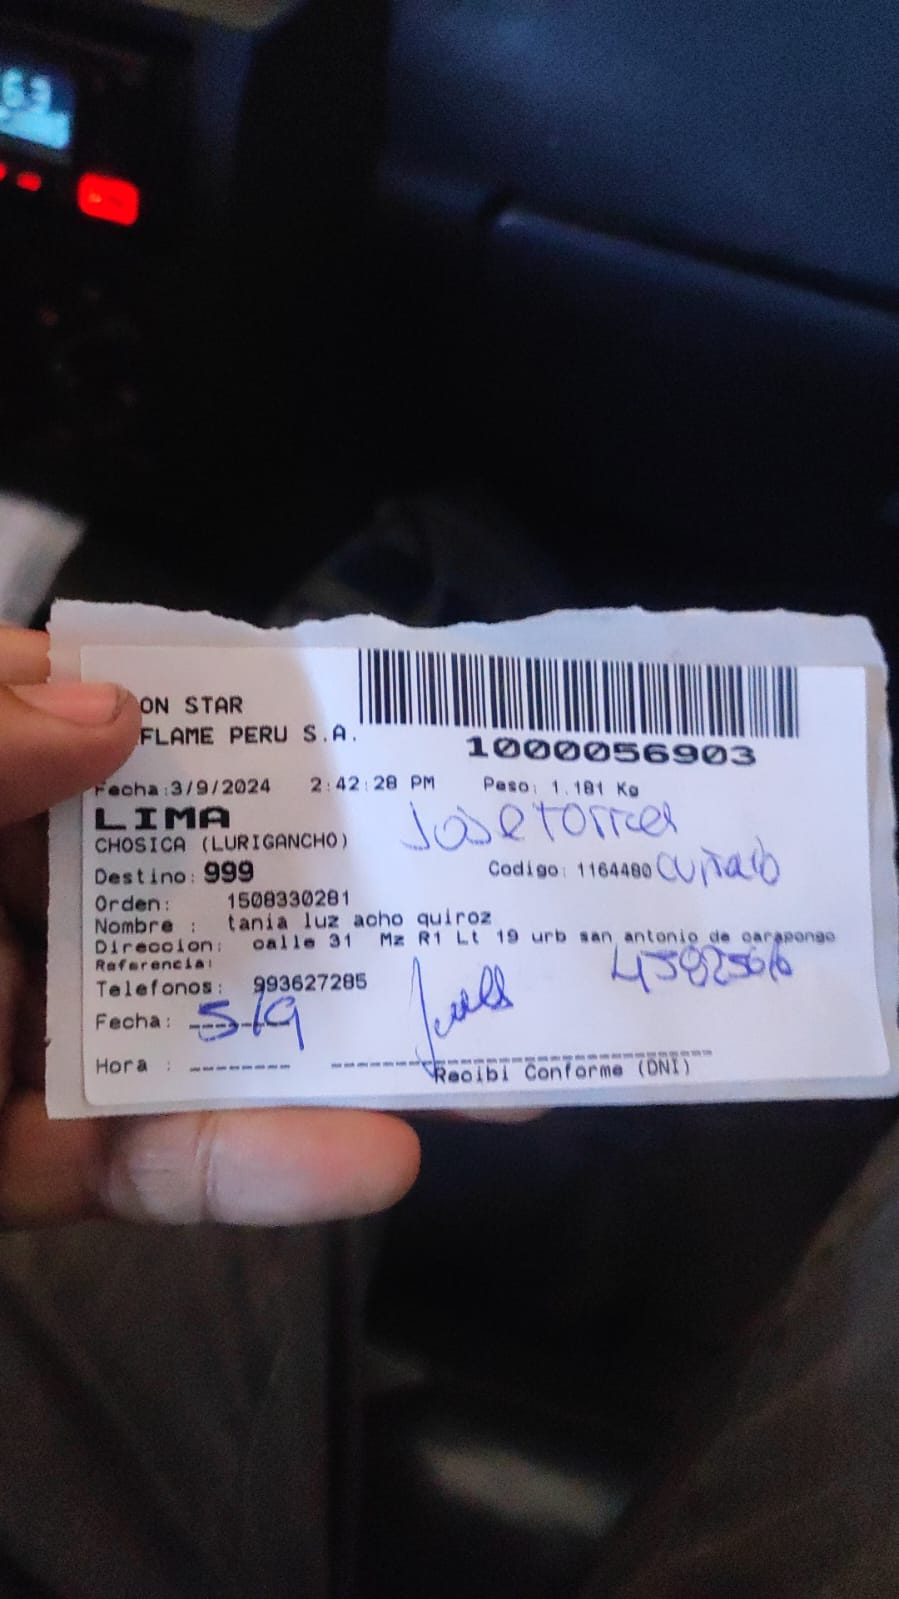 69
ON STAR
FLAME PERU S.A.
1000056903
Fecha:3/9/2024 2:42:28 PM Peso: 1.181 Kg
LIMA
CHOSICA (LURIGANCHO)
Jose Torres
Destino: 999 Codigo: 1164480 cuñado
Orden: 1508330281
Nombre : tania luz acho quiroz
Direccion: calle 31 Mz R1 Lt 19 urb san antonio de carapongo
Referencia:
Telefonos: 993627285
Fecha: 5/9
Hora :
Recibi Conforme (DNI)